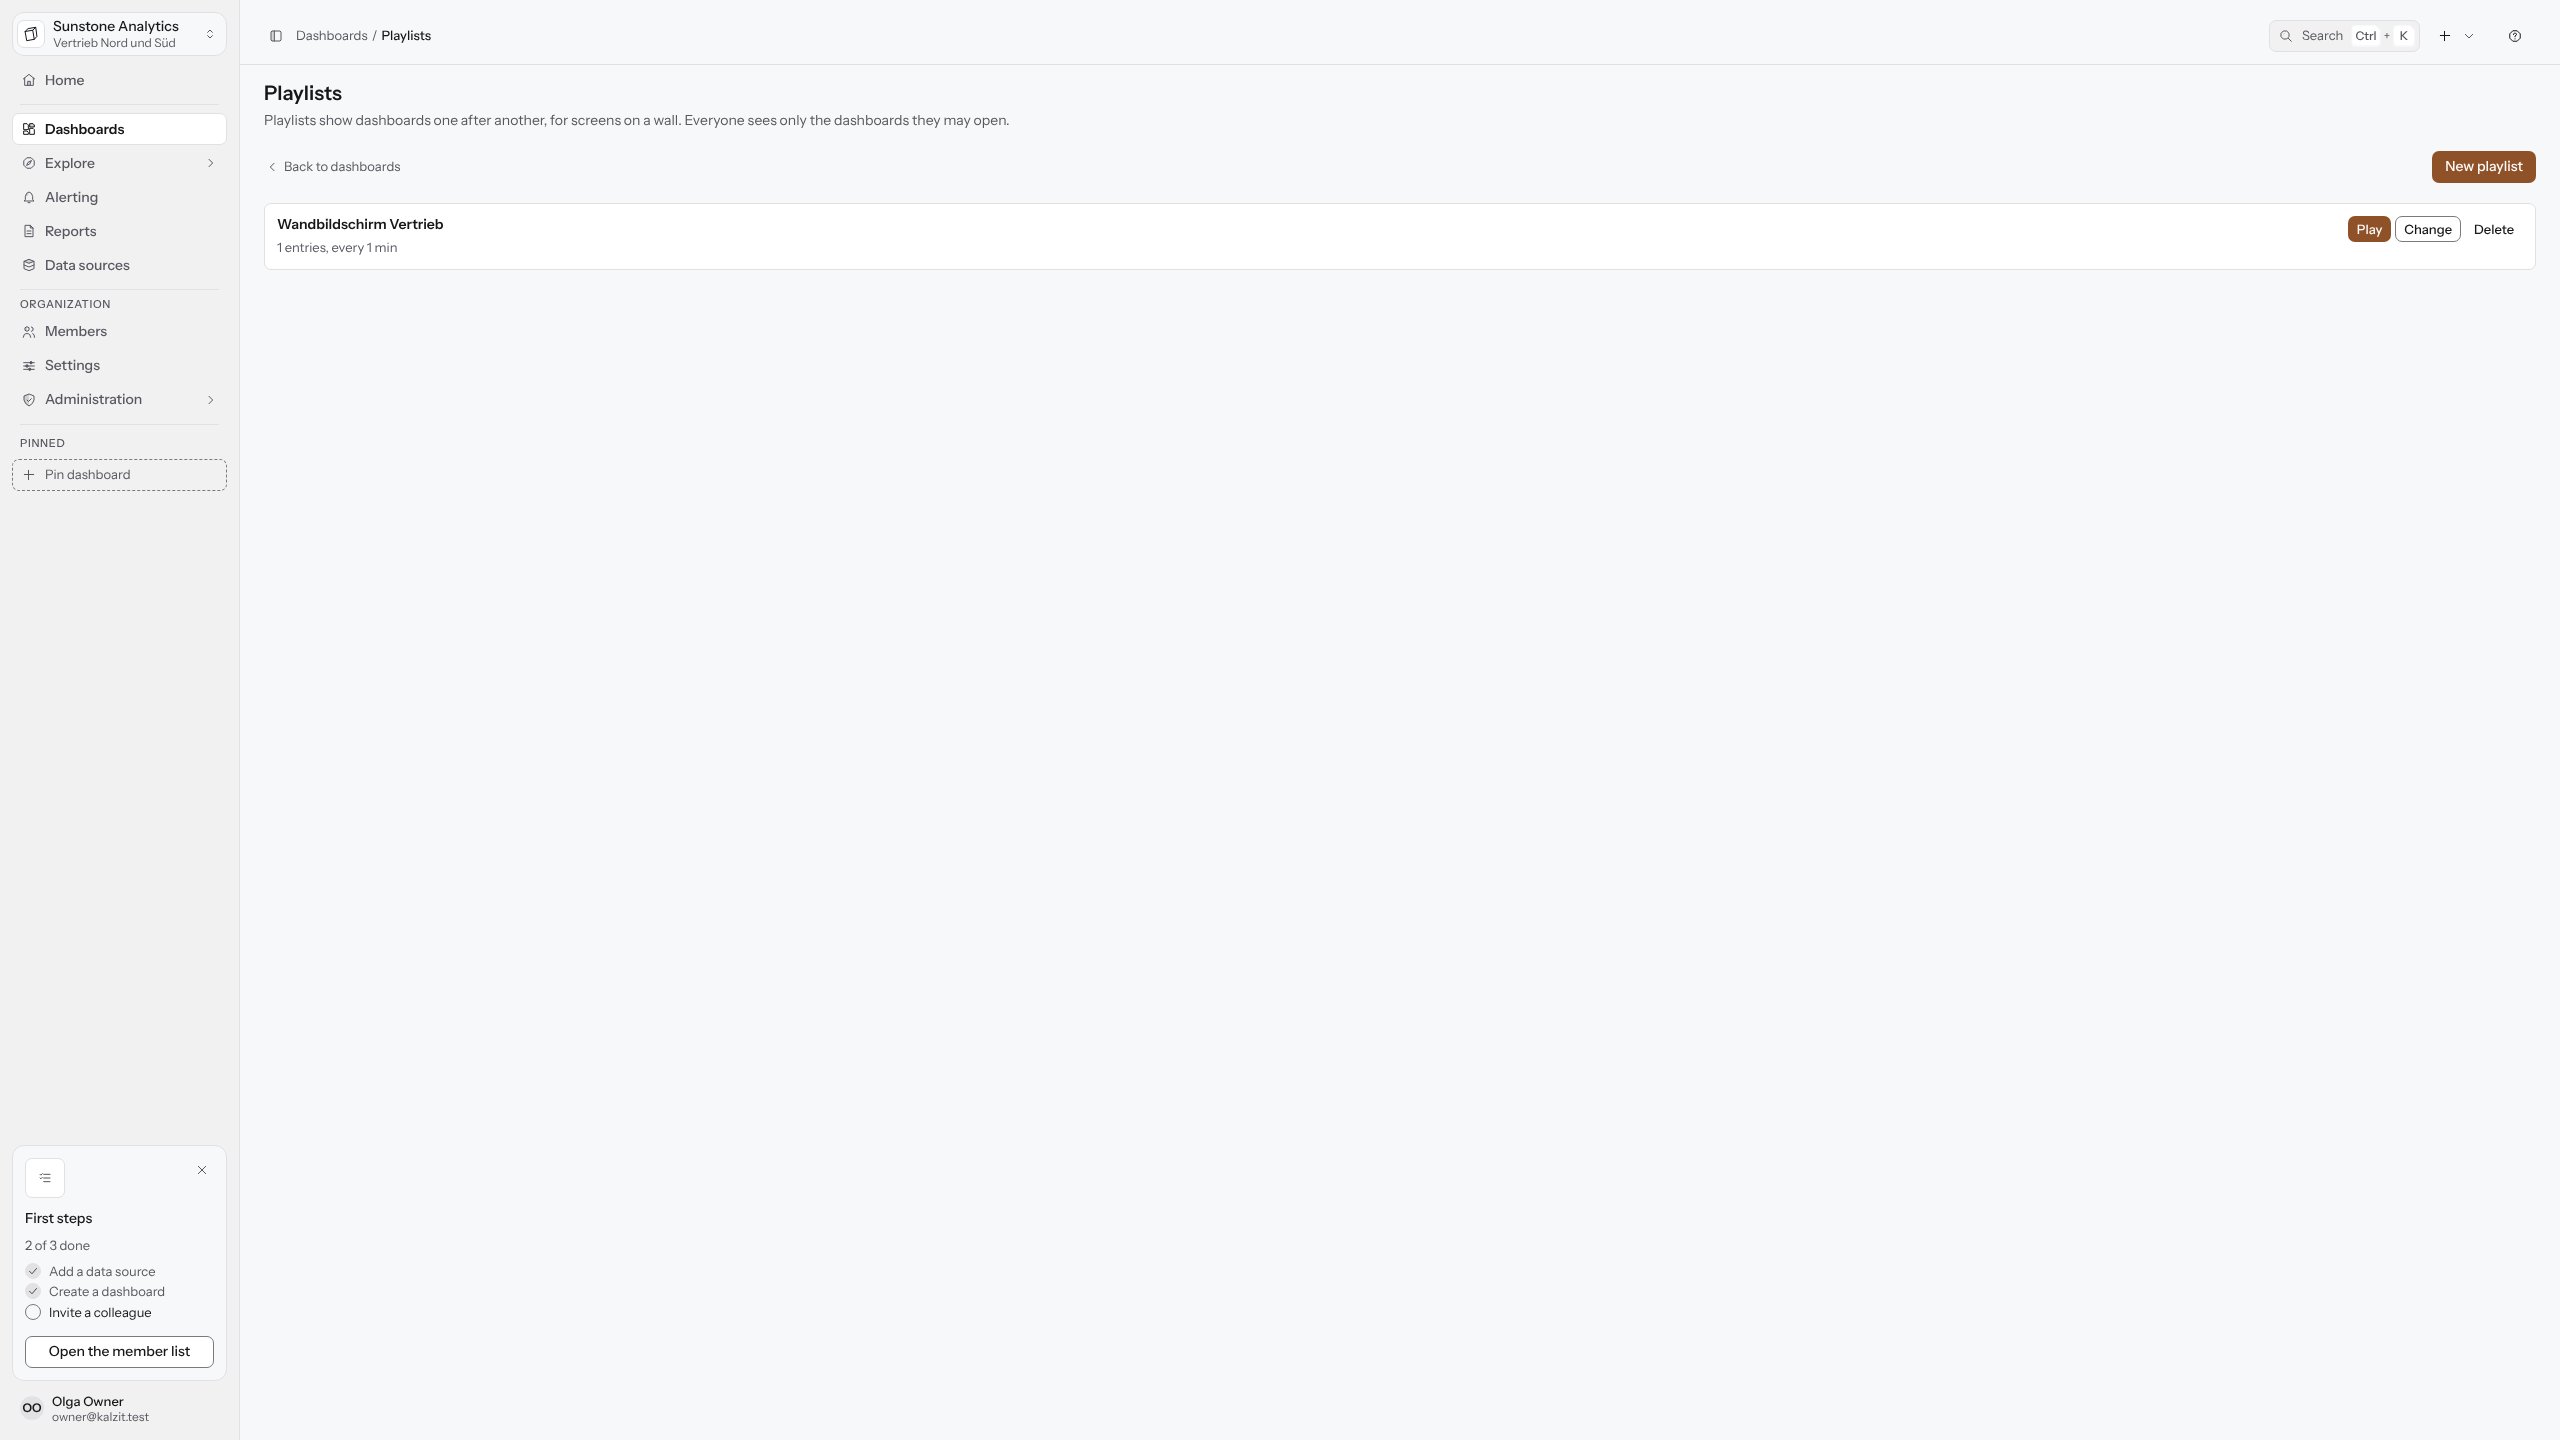 Sunstone Analytics
Vertrieb Nord und Süd
Home
Dashboards
Explore
Alerting
Reports
Data sources
ORGANIZATION
Members
Settings
Administration
PINNED
Pin dashboard
First steps
2 of 3 done
Add a data source
Create a dashboard
Invite a colleague
Open the member list
OO
Olga Owner
owner@kalzit.test
Dashboards / Playlists
Search Ctrl + K
Playlists
Playlists show dashboards one after another, for screens on a wall. Everyone sees only the dashboards they may open.
Back to dashboards
New playlist
Wandbildschirm Vertrieb
1 entries, every 1 min
Play Change Delete